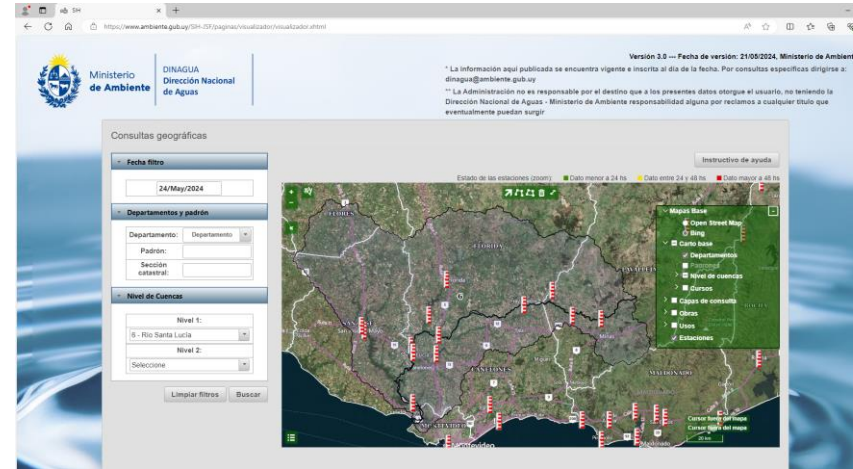 SH
https://www.ambiente.gub.uy/SIH-JSF/paginas/visualizador/visualizador.xhtml
Ministerio
de Ambiente
DINAGUA
Dirección Nacional
de Aguas
Versión 3.0 --- Fecha de versión: 21/05/2024, Ministerio de Ambient
* La información aquí publicada se encuentra vigente e inscrita al día de la fecha. Por consultas específicas dirigirse a:
dinagua@ambiente.gub.uy
** La Administración no es responsable por el destino que a los presentes datos otorgue el usuario, no teniendo la
Dirección Nacional de Aguas - Ministerio de Ambiente responsabilidad alguna por reclamos a cualquier título que
eventualmente puedan surgir
Consultas geográficas
Instructivo de ayuda
Fecha filtro
24/May/2024
Departamentos y padrón
Departamento: Departamento
Padrón:
Sección
catastral:
Nivel de Cuencas
Nivel 1:
6 - Río Santa Lucía
Nivel 2:
Seleccione
Limpiar filtros Buscar
Estado de las estaciones (zoom): Dato menor a 24 hs Dato entre 24 y 48 hs Dato mayor a 48 hs
Mapas Base
Open Street Map
Bing
Carto base
Departamentos
Padrones
Nivel de cuencas
Cursos
Capas de consulta
Obras
Usos
Estaciones
FLORES
FLORIDA
CANELONES
MALDONADO
MONTEVIDEO
Minas
Maldonado
Cursor fuera del mapa
Cursor fuera del mapa
20 km